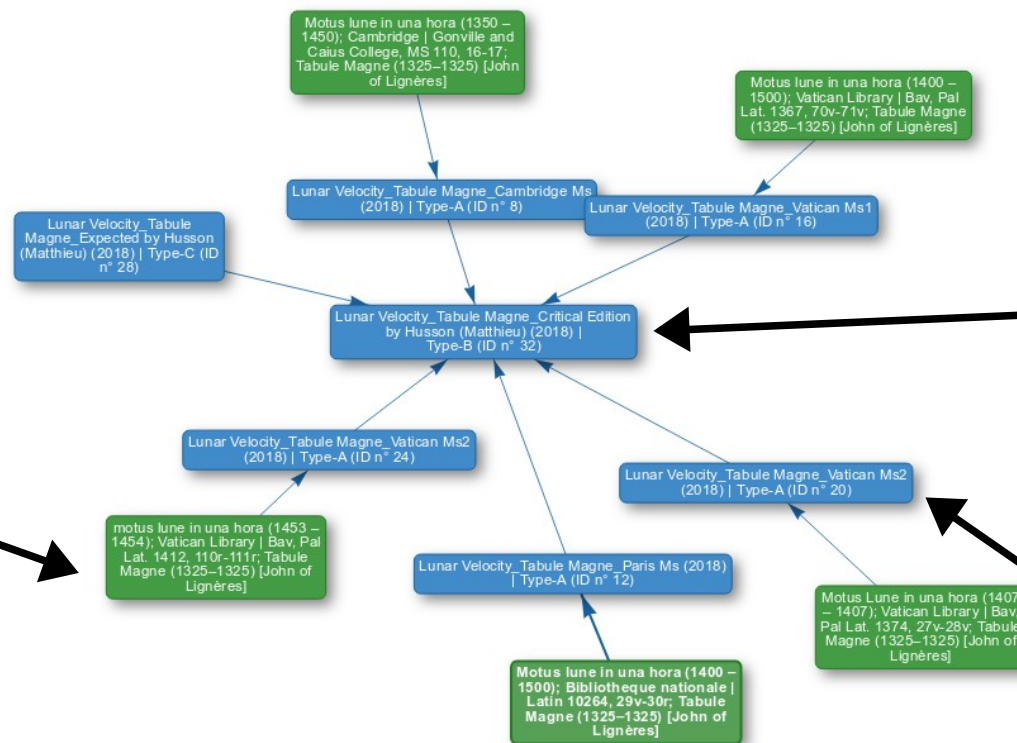 Motus lune in una hora (1350 –
1450); Cambridge | Gonville and
Caius College, MS 110, 16-17;
Tabule Magne (1325–1325) [John
of Lignères]
Motus lune in una hora (1400 –
1500); Vatican Library | Bav, Pal
Lat. 1367, 70v-71v; Tabule Magne
(1325–1325) [John of Lignères]
Lunar Velocity_Tabule Magne_Cambridge Ms
(2018) | Type-A (ID n° 8)
Lunar Velocity_Tabule Magne_Vatican Ms1
(2018) | Type-A (ID n° 16)
Lunar Velocity_Tabule
Magne_Expected by Husson
(Matthieu) (2018) | Type-C (ID
n° 28)
Lunar Velocity_Tabule Magne_Critical Edition
by Husson (Matthieu) (2018) |
Type-B (ID n° 32)
Lunar Velocity_Tabule Magne_Vatican Ms2
(2018) | Type-A (ID n° 24)
Lunar Velocity_Tabule Magne_Vatican Ms2
(2018) | Type-A (ID n° 20)
motus lune in una hora (1453 –
1454); Vatican Library | Bav, Pal
Lat. 1412, 110r-111r; Tabule
Magne (1325–1325) [John of
Lignères]
Lunar Velocity_Tabule Magne_Paris Ms (2018)
| Type-A (ID n° 12)
Motus Lune in una hora (1407
– 1407); Vatican Library | Bav,
Pal Lat. 1374, 27v-28v; Tabule
Magne (1325–1325) [John of
Lignères]
Motus lune in una hora (1400 –
1500); Bibliotheque nationale |
Latin 10264, 29v-30r; Tabule
Magne (1325–1325) [John of
Lignères]